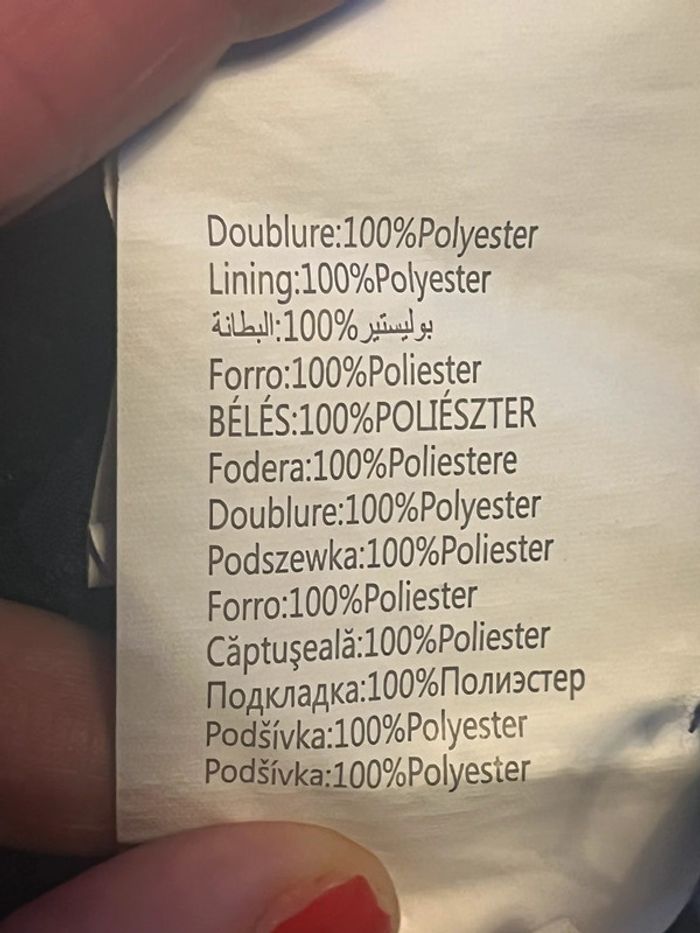 Doublure:100%Polyester
Lining:100%Polyester
البطانة:100%بوليستير
Forro:100%Poliester
BÉLÉS:100%POLIÉSZTER
Fodera:100%Poliestere
Doublure:100%Polyester
Podszewka:100%Poliester
Forro:100%Poliester
Căptuşeală:100%Poliester
Подкладка:100%Полиэстер
Podšívka:100%Polyester
Podšívka:100%Polyester